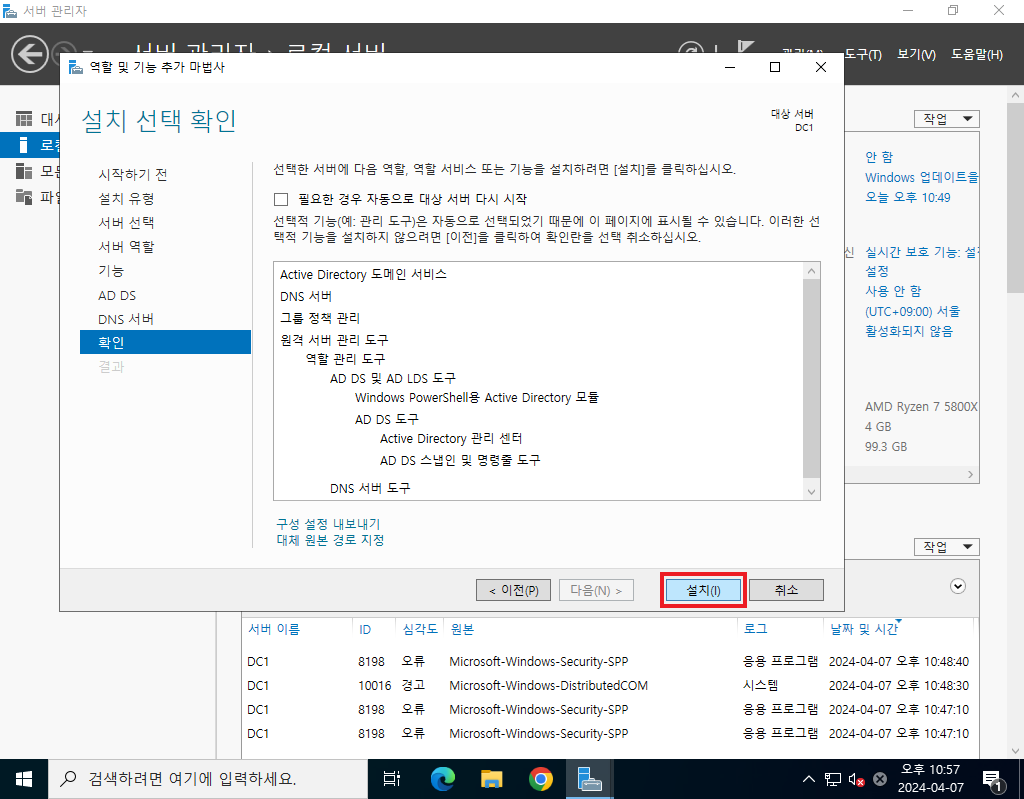 서버 관리자
도구(T)
보기(V)
도움말(H)
역할 및 기능 추가 마법사
설치 선택 확인
대상 서버
DC1
시작하기 전
설치 유형
서버 선택
서버 역할
기능
AD DS
DNS 서버
확인
결과
선택한 서버에 다음 역할, 역할 서비스 또는 기능을 설치하려면 [설치]를 클릭하십시오.
필요한 경우 자동으로 대상 서버 다시 시작
선택적 기능(예: 관리 도구)은 자동으로 선택되었기 때문에 이 페이지에 표시될 수 있습니다. 이러한 선
택적 기능을 설치하지 않으려면 [이전]을 클릭하여 확인란을 선택 취소하십시오.
Active Directory 도메인 서비스
DNS 서버
그룹 정책 관리
원격 서버 관리 도구
역할 관리 도구
AD DS 및 AD LDS 도구
Windows PowerShell용 Active Directory 모듈
AD DS 도구
Active Directory 관리 센터
AD DS 스냅인 및 명령줄 도구
DNS 서버 도구
구성 설정 내보내기
대체 원본 경로 지정
< 이전(P)
다음(N) >
설치(I)
취소
작업
안 함
Windows 업데이트을
오늘 오후 10:49
신 실시간 보호 기능: 설정
설정
사용 안 함
(UTC+09:00) 서울
활성화되지 않음
AMD Ryzen 7 5800X
4 GB
99.3 GB
작업
서버 이름 ID 심각도 원본 로그 날짜 및 시간
DC1 8198 오류 Microsoft-Windows-Security-SPP 응용 프로그램 2024-04-07 오후 10:48:40
DC1 10016 경고 Microsoft-Windows-DistributedCOM 시스템 2024-04-07 오후 10:48:30
DC1 8198 오류 Microsoft-Windows-Security-SPP 응용 프로그램 2024-04-07 오후 10:47:10
DC1 8198 오류 Microsoft-Windows-Security-SPP 응용 프로그램 2024-04-07 오후 10:47:10
검색하려면 여기에 입력하세요.
오후 10:57
2024-04-07
1